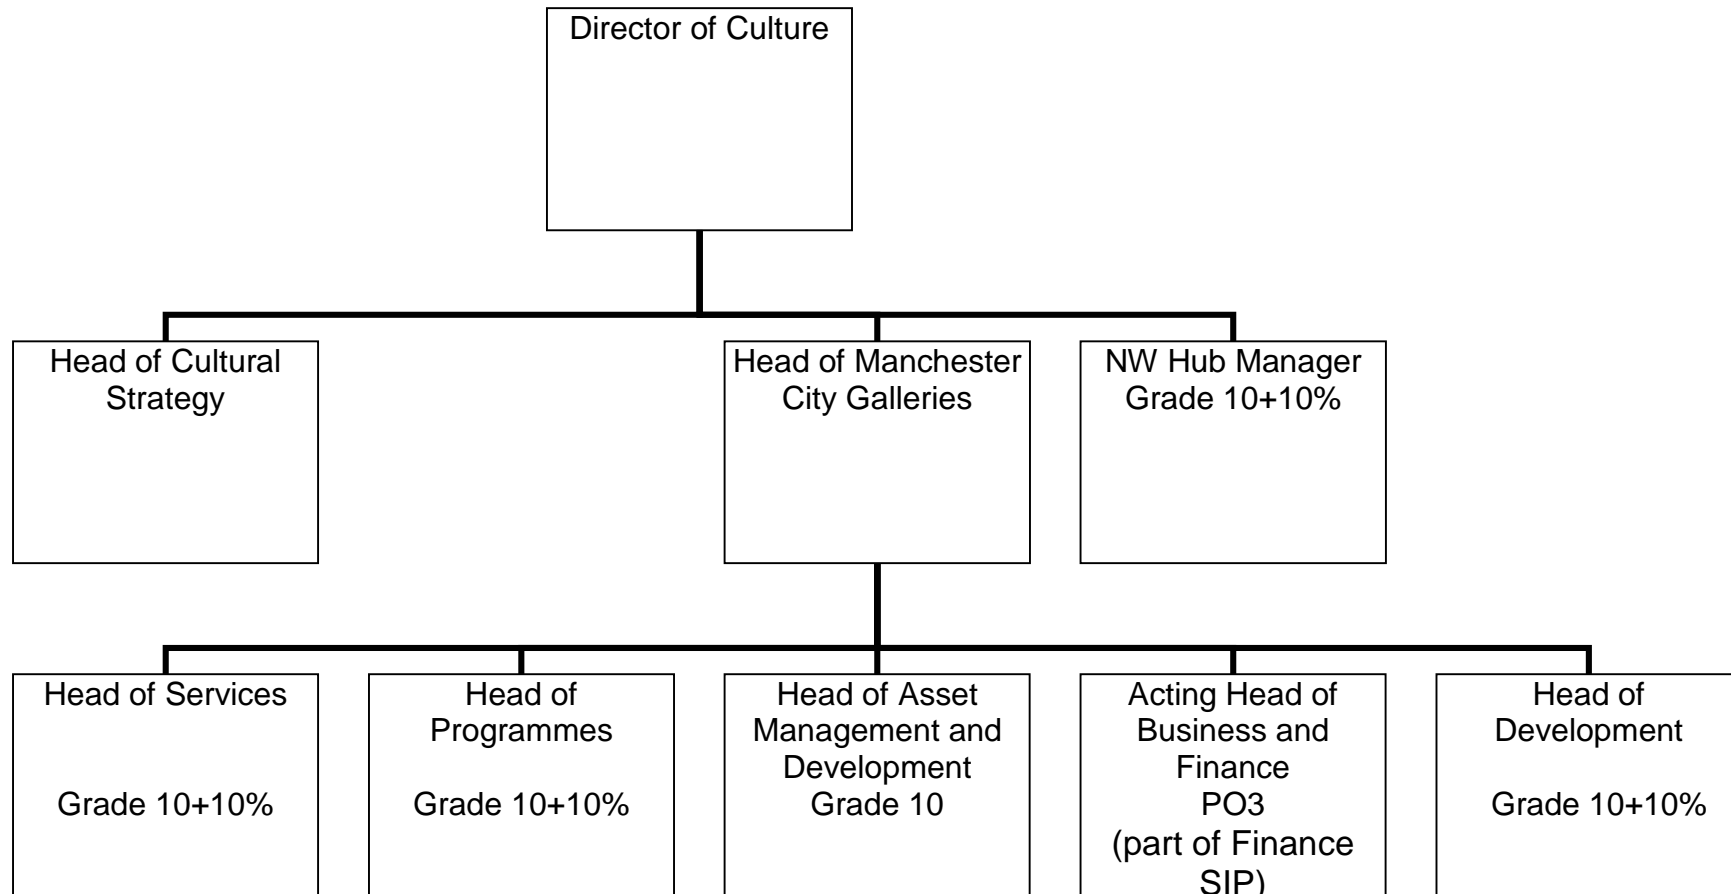 Director of Culture
Head of Cultural
Strategy
Head of Manchester
City Galleries
NW Hub Manager
Grade 10+10%
Head of Services
Grade 10+10%
Head of
Programmes
Grade 10+10%
Head of Asset
Management and
Development
Grade 10
Acting Head of
Business and
Finance
PO3
(part of Finance
SIP)
Head of
Development
Grade 10+10%